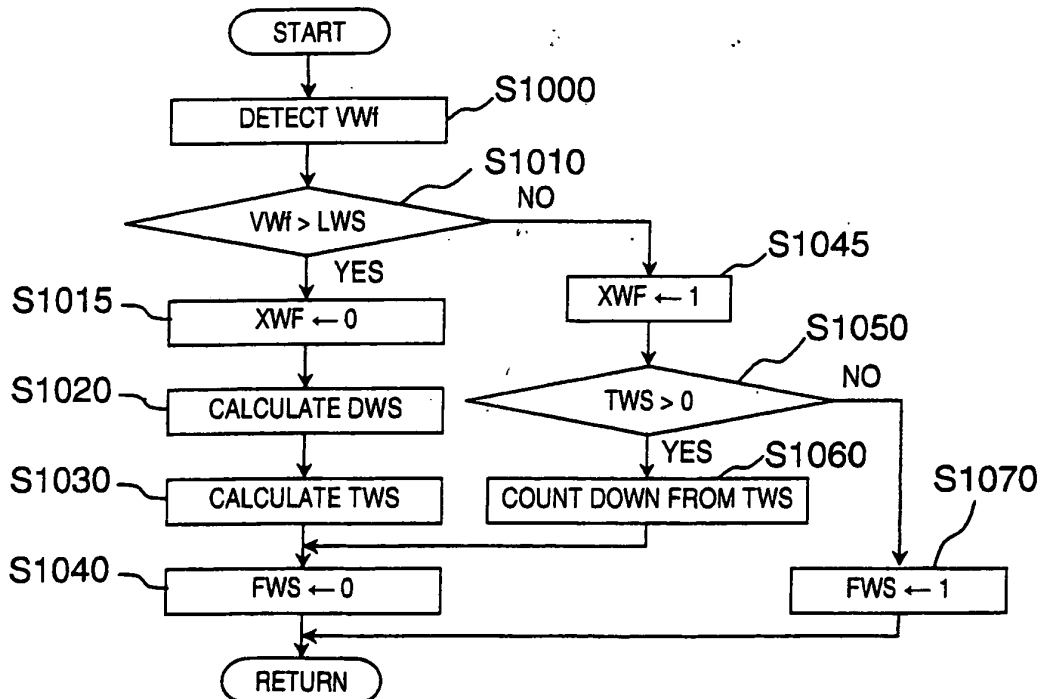 START
S1000
DETECT VWf
S1010
VWf > LWS
NO
YES
S1045
S1015
XWF ← 0
XWF ← 1
S1050
S1020
CALCULATE DWS
TWS > 0
NO
YES
S1060
S1030
CALCULATE TWS
COUNT DOWN FROM TWS
S1070
S1040
FWS ← 0
FWS ← 1
RETURN